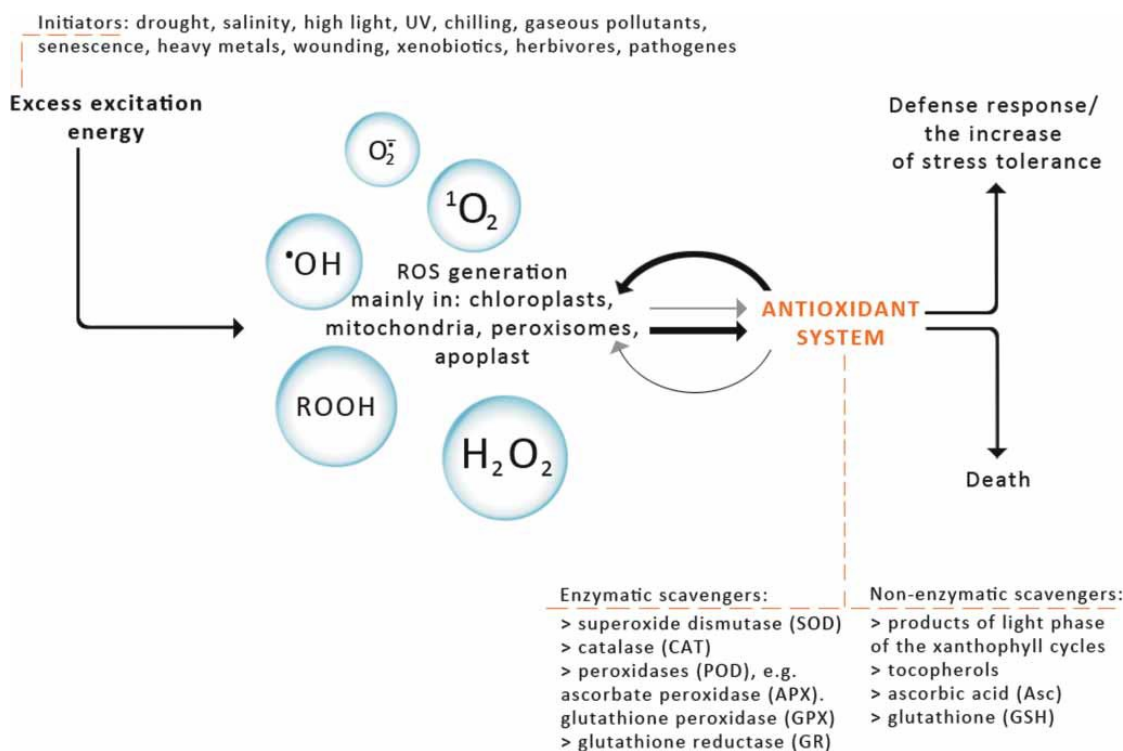 Initiators: drought, salinity, high light, UV, chilling, gaseous pollutants,
senescence, heavy metals, wounding, xenobiotics, herbivores, pathogenes
Excess excitation
energy
Defense response/
the increase
of stress tolerance
O₂•̄
¹O₂
•OH
ROS generation
mainly in: chloroplasts,
mitochondria, peroxisomes,
apoplast
ANTIOXIDANT
SYSTEM
ROOH
H₂O₂
Death
Enzymatic scavengers:
> superoxide dismutase (SOD)
> catalase (CAT)
> peroxidases (POD), e.g.
ascorbate peroxidase (APX).
glutathione peroxidase (GPX)
> glutathione reductase (GR)
Non-enzymatic scavengers:
> products of light phase
of the xanthophyll cycles
> tocopherols
> ascorbic acid (Asc)
> glutathione (GSH)